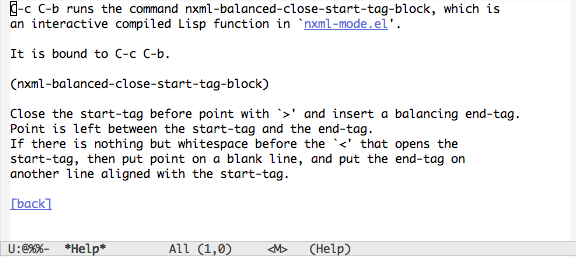 C-c C-b runs the command nxml-balanced-close-start-tag-block, which is
an interactive compiled Lisp function in `nxml-mode.el'.
It is bound to C-c C-b.
(nxml-balanced-close-start-tag-block)
Close the start-tag before point with `>' and insert a balancing end-tag.
Point is left between the start-tag and the end-tag.
If there is nothing but whitespace before the `<' that opens the
start-tag, then put point on a blank line, and put the end-tag on
another line aligned with the start-tag.
[back]
U:@%%-  *Help*        All (1,0)     <M>   (Help)